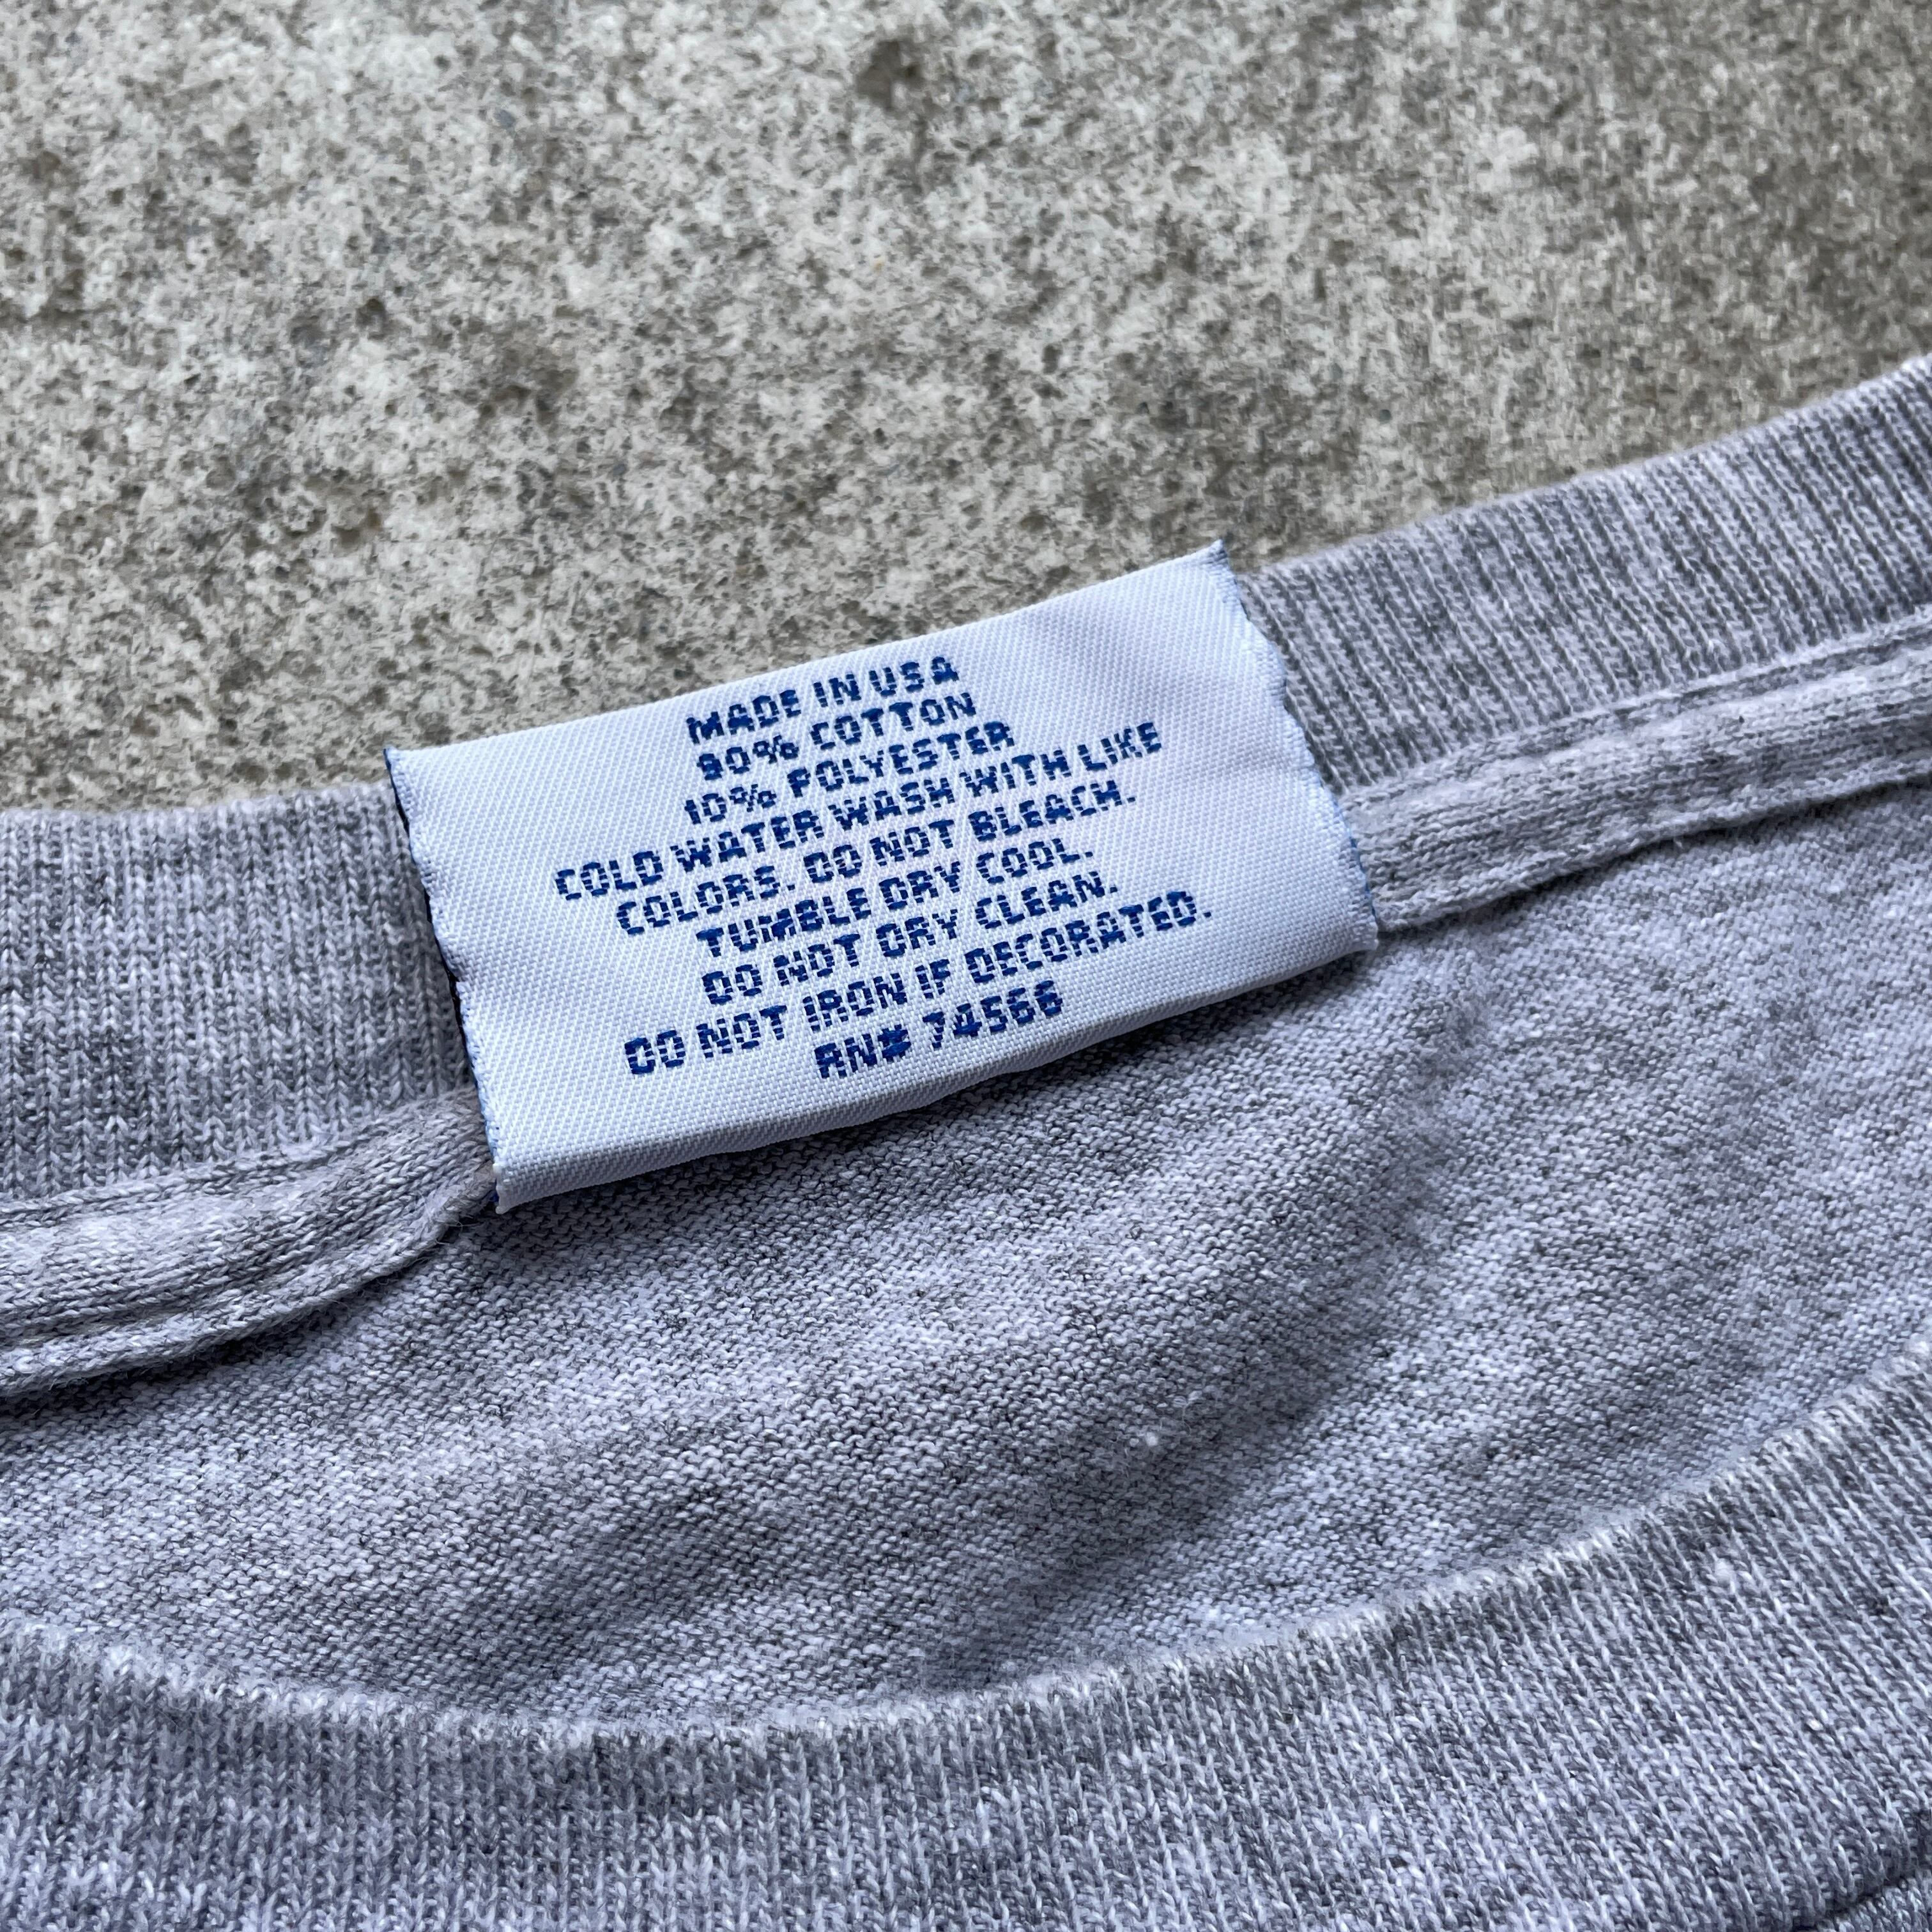 MADE IN USA
90% COTTON
10% POLYESTER
COLD WATER WASH WITH LIKE
COLORS. DO NOT BLEACH.
TUMBLE DRY COOL.
DO NOT DRY CLEAN.
DO NOT IRON IF DECORATED.
RN# 74566